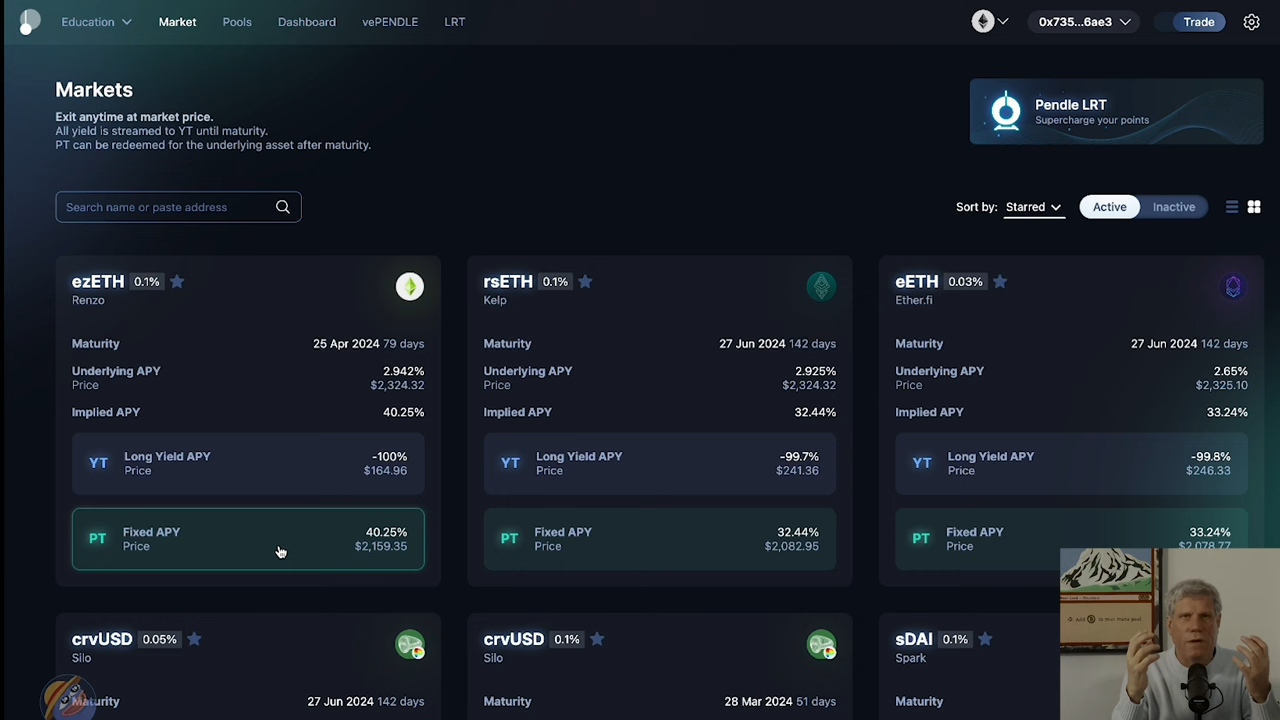 Education Market Pools Dashboard vePENDLE LRT 0x735...6ae3 Trade
Markets
Exit anytime at market price.
All yield is streamed to YT until maturity.
PT can be redeemed for the underlying asset after maturity.
Pendle LRT
Supercharge your points
Search name or paste address Sort by: Starred Active Inactive
ezETH 0.1%
Renzo
Maturity 25 Apr 2024 79 days
Underlying APY 2.942%
Price $2,324.32
Implied APY 40.25%
YT Long Yield APY -100%
Price $164.96
PT Fixed APY 40.25%
Price $2,159.35
rsETH 0.1%
Kelp
Maturity 27 Jun 2024 142 days
Underlying APY 2.925%
Price $2,324.32
Implied APY 32.44%
YT Long Yield APY -99.7%
Price $241.36
PT Fixed APY 32.44%
Price $2,082.95
eETH 0.03%
Ether.fi
Maturity 27 Jun 2024 142 days
Underlying APY 2.65%
Price $2,325.10
Implied APY 33.24%
YT Long Yield APY -99.8%
Price $246.33
PT Fixed APY 33.24%
Price $2,078.77
crvUSD 0.05%
Silo
Maturity 27 Jun 2024 142 days
crvUSD 0.1%
Silo
Maturity 28 Mar 2024 51 days
sDAI 0.1%
Spark
Maturity